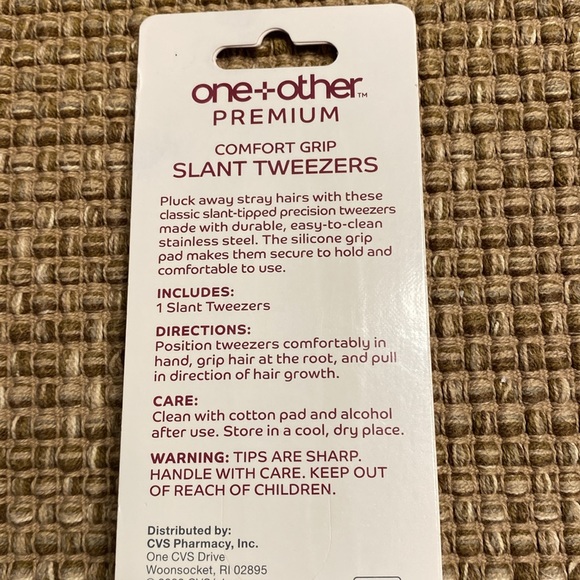 one+other™
PREMIUM
COMFORT GRIP
SLANT TWEEZERS
Pluck away stray hairs with these
classic slant-tipped precision tweezers
made with durable, easy-to-clean
stainless steel. The silicone grip
pad makes them secure to hold and
comfortable to use.
INCLUDES:
1 Slant Tweezers
DIRECTIONS:
Position tweezers comfortably in
hand, grip hair at the root, and pull
in direction of hair growth.
CARE:
Clean with cotton pad and alcohol
after use. Store in a cool, dry place.
WARNING: TIPS ARE SHARP.
HANDLE WITH CARE. KEEP OUT
OF REACH OF CHILDREN.
Distributed by:
CVS Pharmacy, Inc.
One CVS Drive
Woonsocket, RI 02895